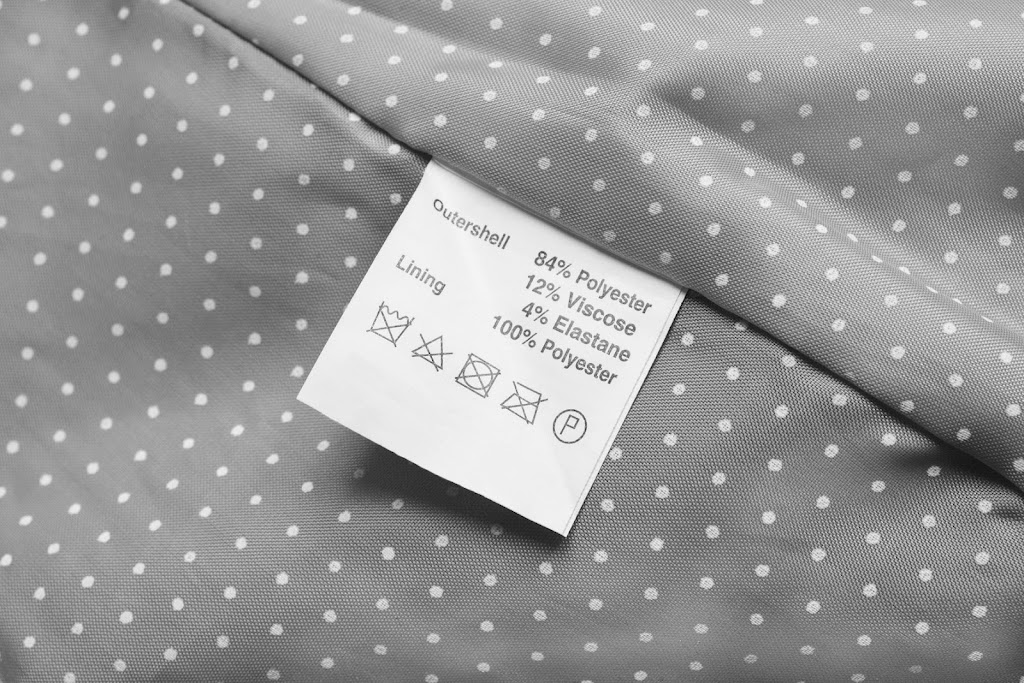 Outershell 84% Polyester
12% Viscose
4% Elastane
Lining 100% Polyester
P